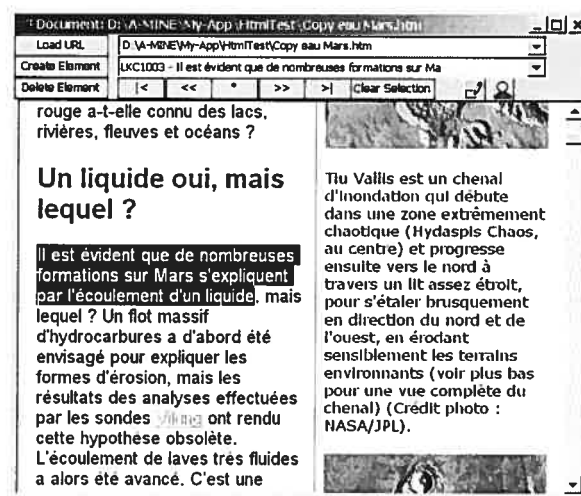 Document: D:\A-MINE\My-App\HtmlTest\Copy eau Mars.htm
Load URL
D:\A-MINE\My-App\HtmlTest\Copy eau Mars.htm
Create Element
LKC1003 - Il est évident que de nombreuses formations sur Ma
Delete Element |< << * >> >| Clear Selection
rouge a-t-elle connu des lacs,
rivières, fleuves et océans ?
Un liquide oui, mais
lequel ?
Il est évident que de nombreuses
formations sur Mars s'expliquent
par l'écoulement d'un liquide, mais
lequel ? Un flot massif
d'hydrocarbures a d'abord été
envisagé pour expliquer les
formes d'érosion, mais les
résultats des analyses effectuées
par les sondes Viking ont rendu
cette hypothèse obsolète.
L'écoulement de laves très fluides
a alors été avancé. C'est une
Tiu Vallis est un chenal
d'inondation qui débute
dans une zone extrêmement
chaotique (Hydaspis Chaos,
au centre) et progresse
ensuite vers le nord à
travers un lit assez étroit,
pour s'étaler brusquement
en direction du nord et de
l'ouest, en érodant
sensiblement les terrains
environnants (voir plus bas
pour une vue complète du
chenal) (Crédit photo :
NASA/JPL).